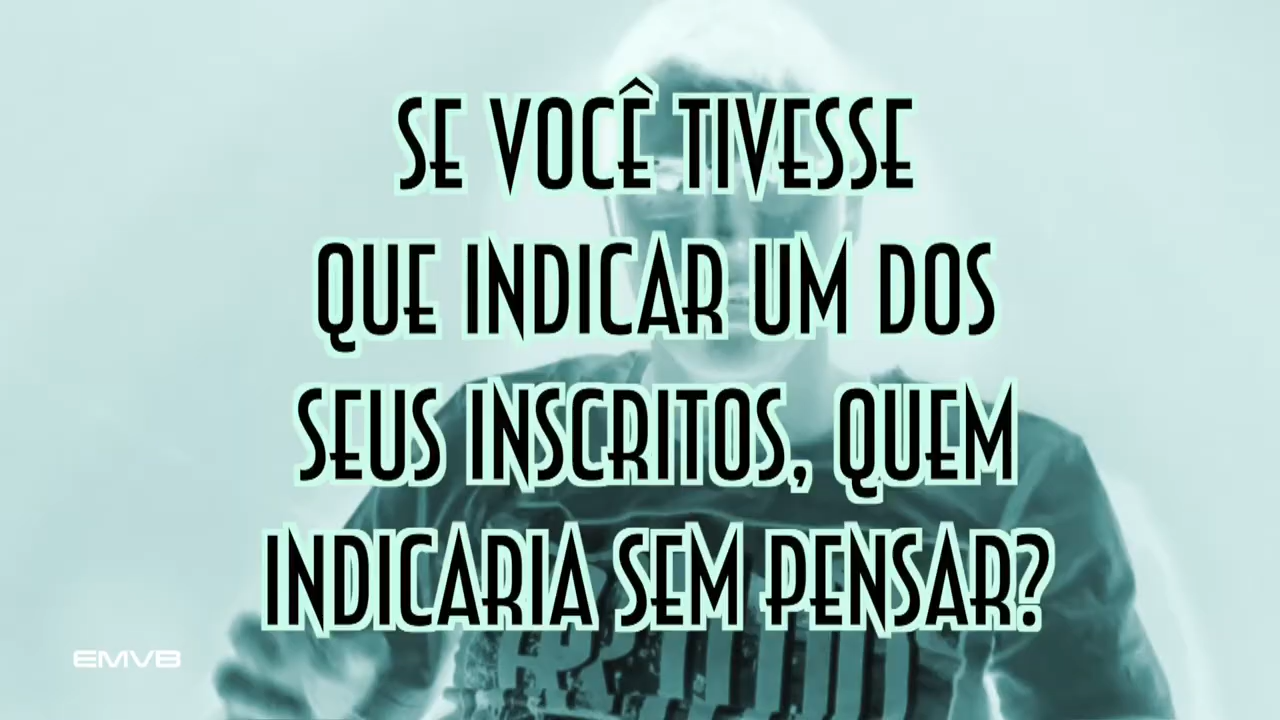 SE VOCÊ TIVESSE
QUE INDICAR UM DOS
SEUS INSCRITOS, QUEM
INDICARIA SEM PENSAR?
EMVB